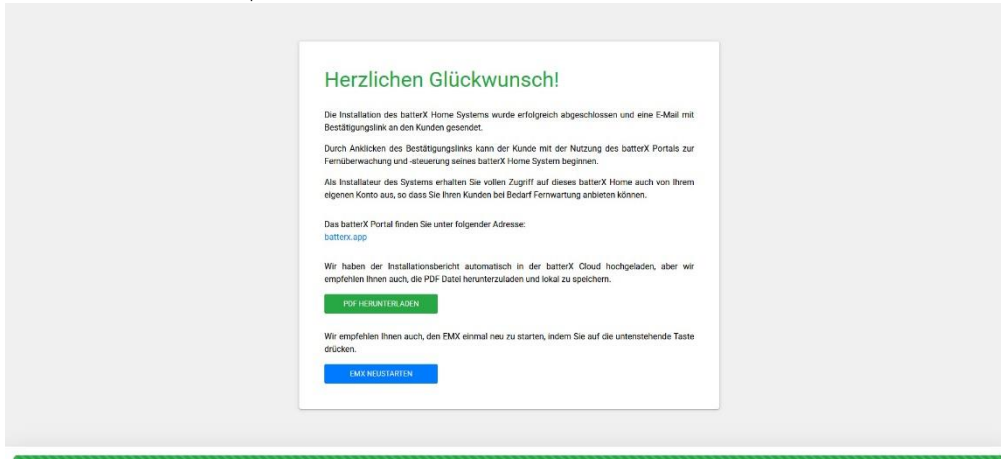 Herzlichen Glückwunsch!
Die Installation des batterX Home Systems wurde erfolgreich abgeschlossen und eine E-Mail mit
Bestätigungslink an den Kunden gesendet.
Durch Anklicken des Bestätigungslinks kann der Kunde mit der Nutzung des batterX Portals zur
Fernüberwachung und -steuerung seines batterX Home System beginnen.
Als Installateur des Systems erhalten Sie vollen Zugriff auf dieses batterX Home auch von Ihrem
eigenen Konto aus, so dass Sie Ihren Kunden bei Bedarf Fernwartung anbieten können.
Das batterX Portal finden Sie unter folgender Adresse:
batterx.app
Wir haben der Installationsbericht automatisch in der batterX Cloud hochgeladen, aber wir
empfehlen Ihnen auch, die PDF Datei herunterzuladen und lokal zu speichern.
PDF HERUNTERLADEN
Wir empfehlen Ihnen auch, den EMX einmal neu zu starten, indem Sie auf die untenstehende Taste
drücken.
EMX NEUSTARTEN